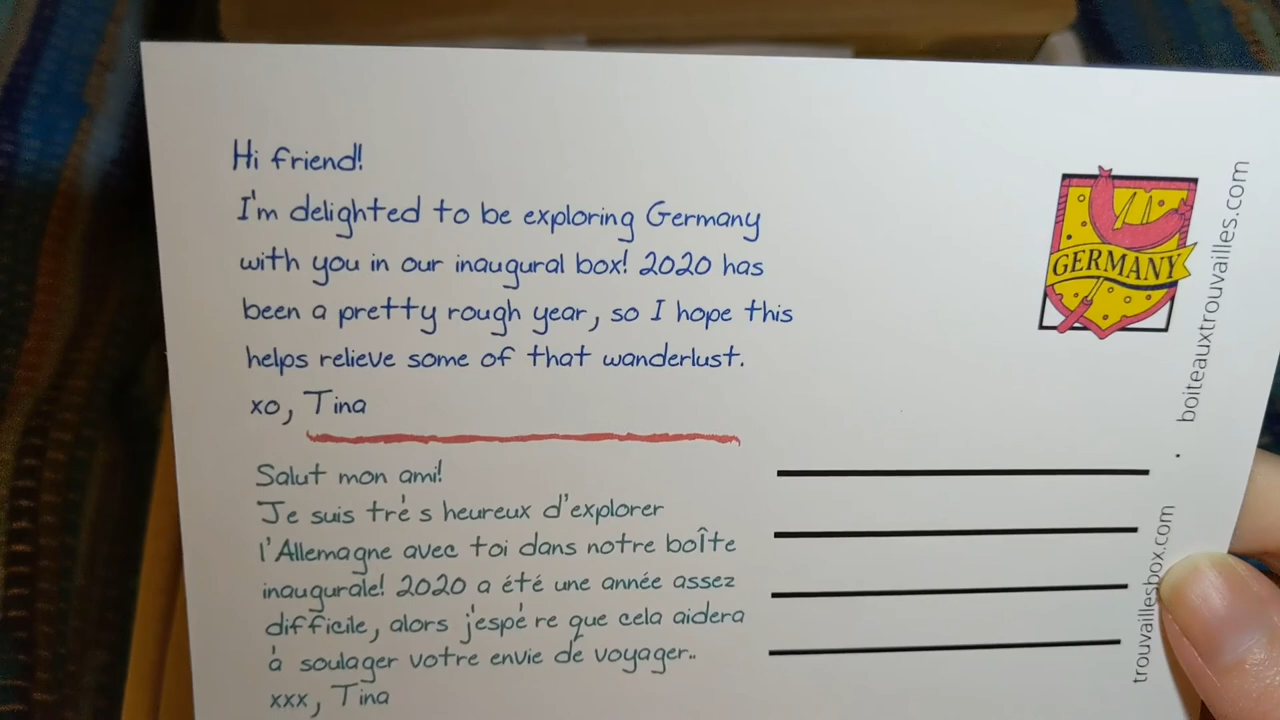 Hi friend!
I'm delighted to be exploring Germany
with you in our inaugural box! 2020 has
been a pretty rough year, so I hope this
helps relieve some of that wanderlust.
xo, Tina
Salut mon ami!
Je suis tré s heureux d'explorer
l'Allemagne avec toi dans notre boîte
inaugurale! 2020 a été une année assez
difficile, alors j'espé re que cela aidera
à soulager votre envie de voyager..
xxx, Tina
GERMANY
trouvaillesbox.com · boiteauxtrouvailles.com